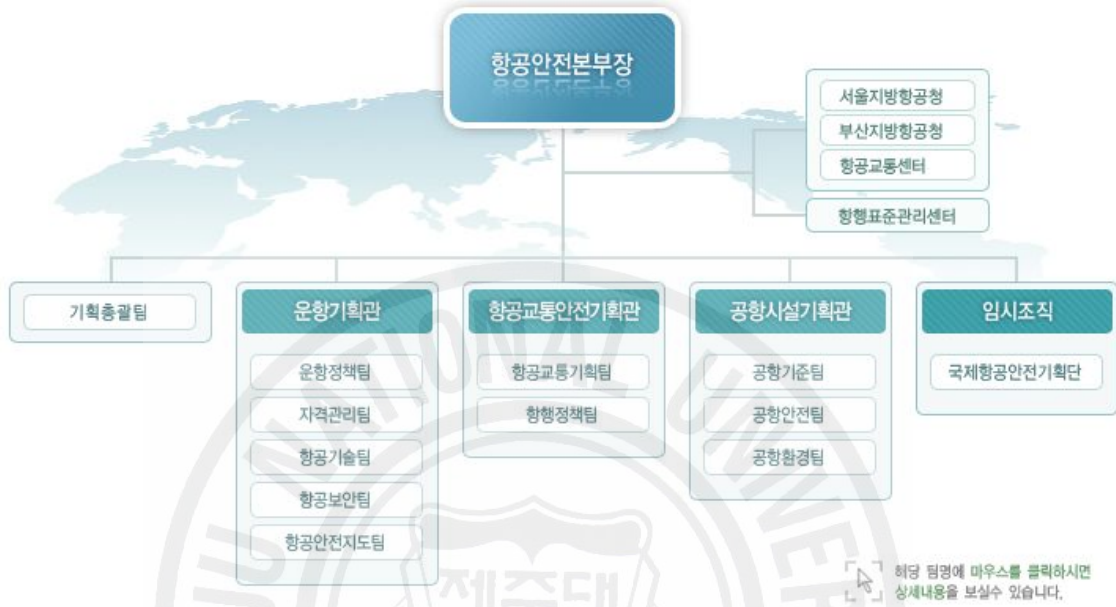 항공안전본부장
서울지방항공청
부산지방항공청
항공교통센터
항행표준관리센터
기획총괄팀
운항기획관
운항정책팀
자격관리팀
항공기술팀
항공보안팀
항공안전지도팀
항공교통안전기획관
항공교통기획팀
항행정책팀
공항시설기획관
공항기준팀
공항안전팀
공항환경팀
임시조직
국제항공안전기획단
해당 팀명에 마우스를 클릭하시면
상세내용을 보실수 있습니다.
NATIONAL
제주대